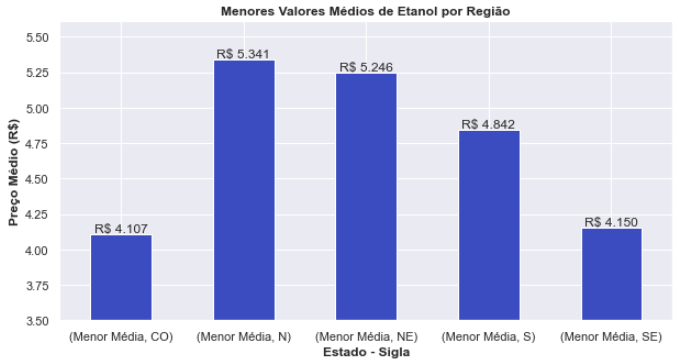 Menores Valores Médios de Etanol por Região
Preço Médio (R$)
5.50
5.25
5.00
4.75
4.50
4.25
4.00
3.75
3.50
R$ 4.107
R$ 5.341
R$ 5.246
R$ 4.842
R$ 4.150
(Menor Média, CO)
(Menor Média, N)
(Menor Média, NE)
(Menor Média, S)
(Menor Média, SE)
Estado - Sigla